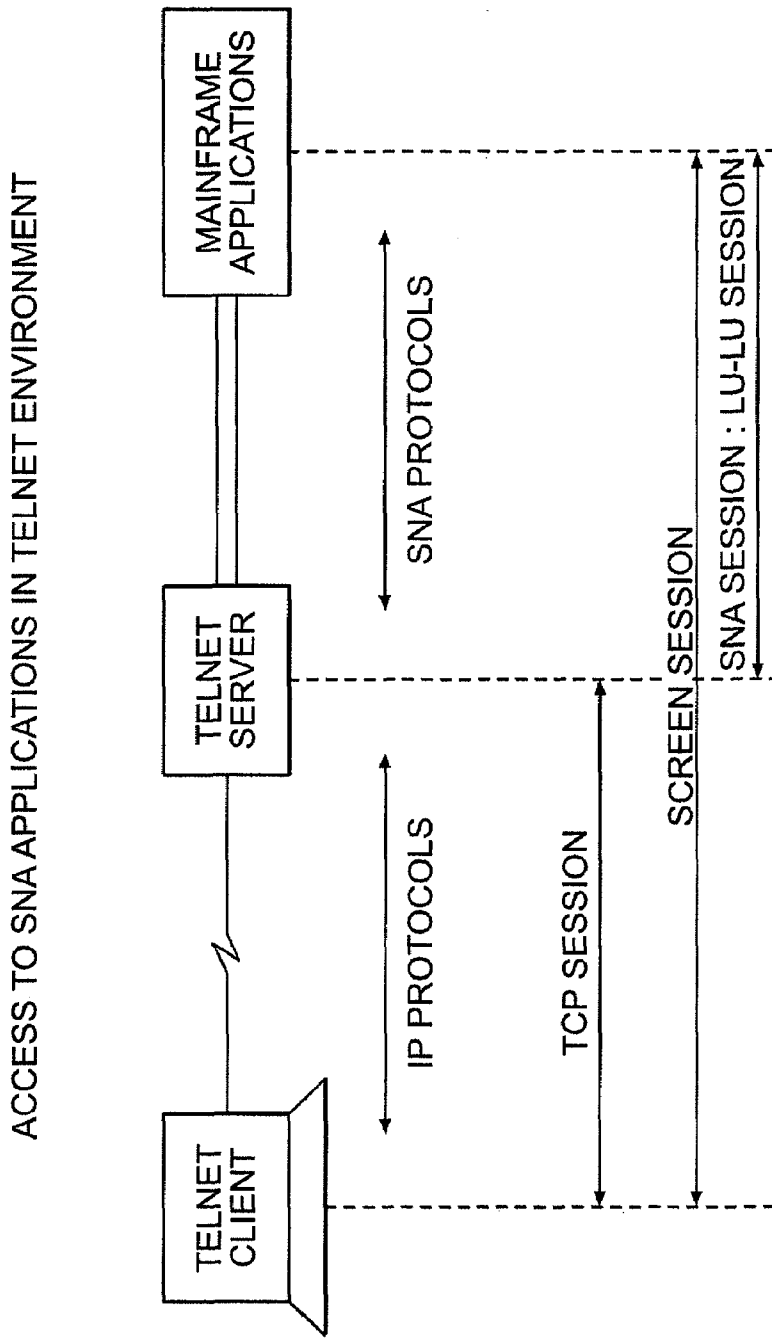 ACCESS TO SNA APPLICATIONS IN TELNET ENVIRONMENT
TELNET
CLIENT
TELNET
SERVER
MAINFRAME
APPLICATIONS
IP PROTOCOLS
SNA PROTOCOLS
TCP SESSION
SCREEN SESSION
SNA SESSION : LU-LU SESSION